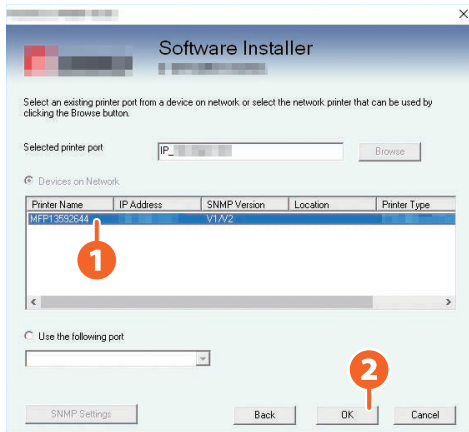 Software Installer
Select an existing printer port from a device on network or select the network printer that can be used by
clicking the Browse button.
Selected printer port
IP_
Browse
Devices on Network
Printer Name IP Address SNMP Version Location Printer Type
MFP13592644 V1/V2
1
Use the following port
2
SNMP Settings Back OK Cancel